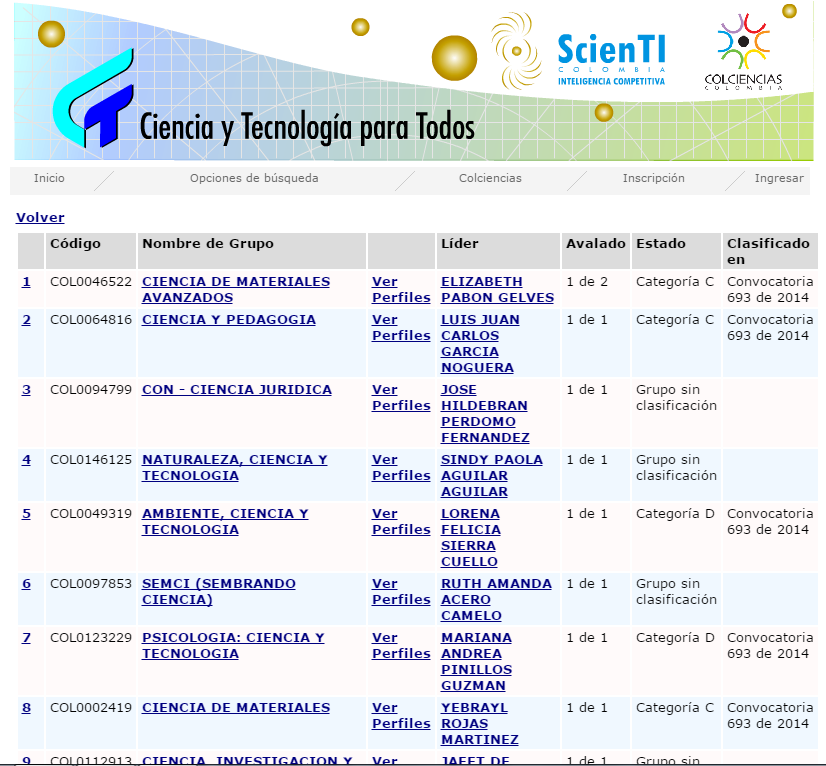 ScienTI
COLOMBIA
INTELIGENCIA COMPETITIVA
COLCIENCIAS
COLOMBIA
Ciencia y Tecnología para Todos
Inicio Opciones de búsqueda Colciencias Inscripción Ingresar
Volver
Código Nombre de Grupo Líder Avalado Estado Clasificado
en
1 COL0046522 CIENCIA DE MATERIALES Ver ELIZABETH 1 de 2 Categoría C Convocatoria
AVANZADOS Perfiles PABON GELVES 693 de 2014
2 COL0064816 CIENCIA Y PEDAGOGIA Ver LUIS JUAN 1 de 1 Categoría C Convocatoria
Perfiles CARLOS 693 de 2014
GARCIA
NOGUERA
3 COL0094799 CON - CIENCIA JURIDICA Ver JOSE 1 de 1 Grupo sin
Perfiles HILDEBRAN clasificación
PERDOMO
FERNANDEZ
4 COL0146125 NATURALEZA, CIENCIA Y Ver SINDY PAOLA 1 de 1 Grupo sin
TECNOLOGIA Perfiles AGUILAR clasificación
AGUILAR
5 COL0049319 AMBIENTE, CIENCIA Y Ver LORENA 1 de 1 Categoría D Convocatoria
TECNOLOGIA Perfiles FELICIA 693 de 2014
SIERRA
CUELLO
6 COL0097853 SEMCI (SEMBRANDO Ver RUTH AMANDA 1 de 1 Grupo sin
CIENCIA) Perfiles ACERO clasificación
CAMELO
7 COL0123229 PSICOLOGIA: CIENCIA Y Ver MARIANA 1 de 1 Categoría D Convocatoria
TECNOLOGIA Perfiles ANDREA 693 de 2014
PINILLOS
GUZMAN
8 COL0002419 CIENCIA DE MATERIALES Ver YEBRAYL 1 de 1 Categoría C Convocatoria
Perfiles ROJAS 693 de 2014
MARTINEZ
9 COL0112913 CIENCIA, INVESTIGACION Y Ver JAFET DE 1 de 1 Grupo sin